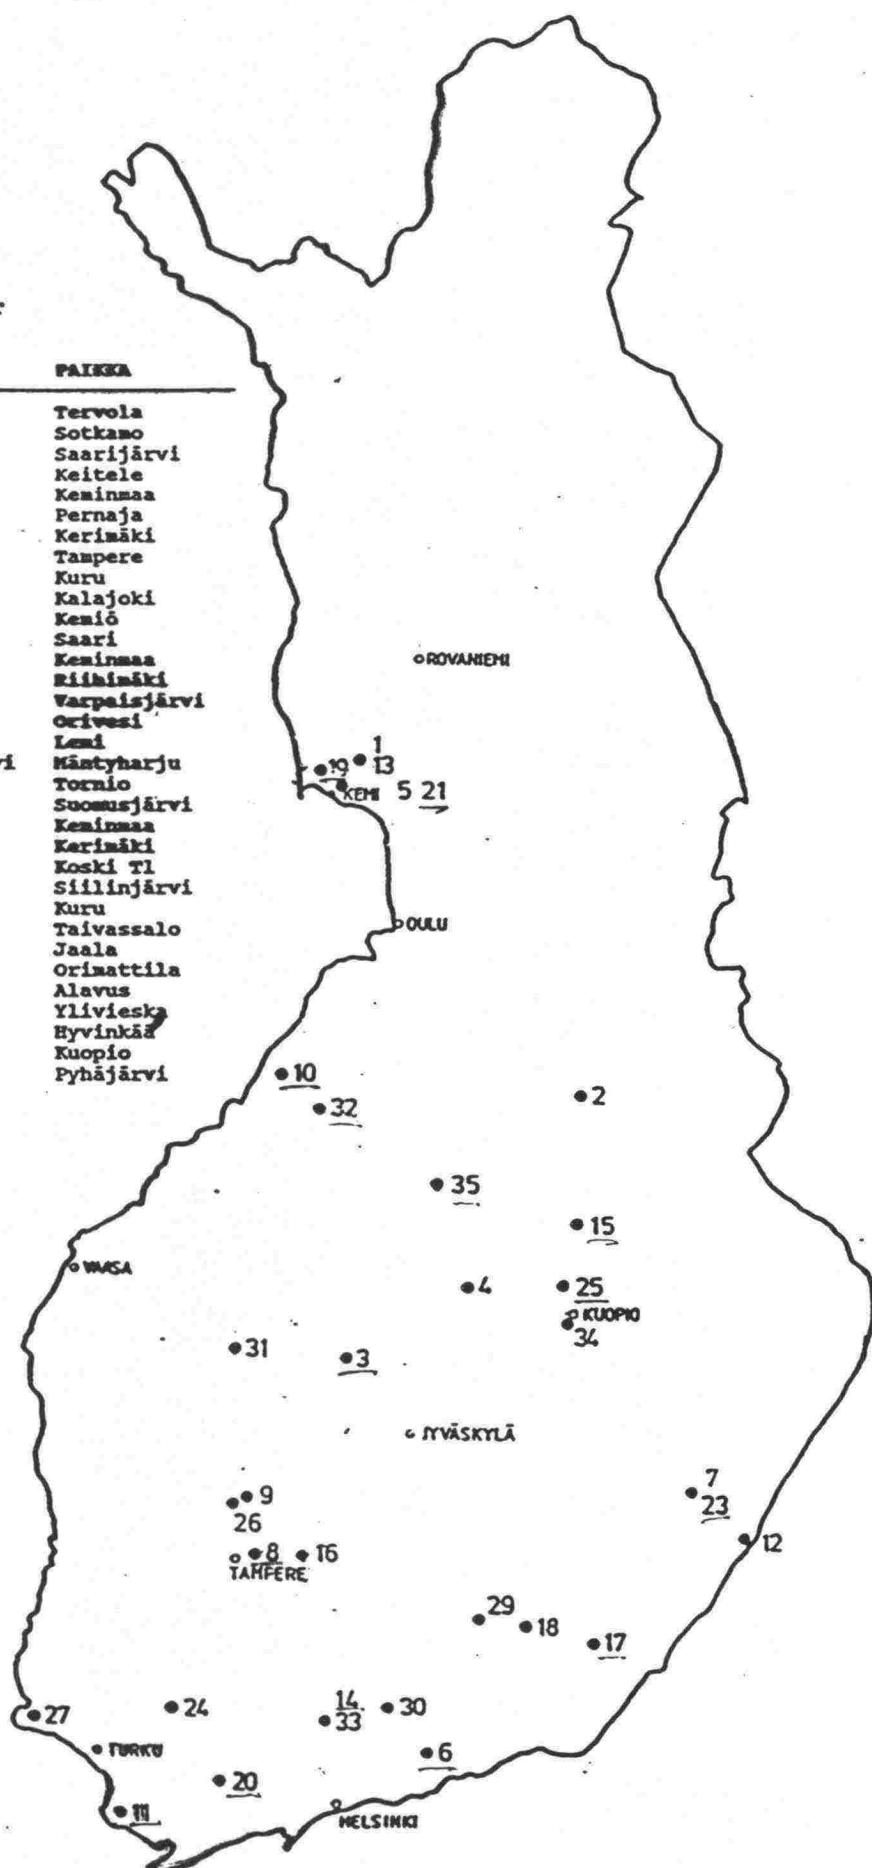 PAIKKA
Tervola
Sotkamo
Saarijärvi
Keitele
Keminmaa
Pernaja
Kerimäki
Tampere
Kuru
Kalajoki
Kemiö
Saari
Keminmaa
Riihimäki
Varpaisjärvi
Orivesi
Lemi
vi Mäntyharju
Tornio
Suomusjärvi
Keminmaa
Kerimäki
Koski Tl
Siilinjärvi
Kuru
Taivassalo
Jaala
Orimattila
Alavus
Ylivieska
Hyvinkää
Kuopio
Pyhäjärvi
ROVANIEMI
1
19 13
KEMI 5 21
OULU
10
2
32
35
15
VAASA
4 25
KUOPIO
34
31
3
JYVÄSKYLÄ
7
9
23
26
12
8 16
TAMPERE
29
18
17
14
27 24 30
33
TURKU
6
20
11
HELSINKI